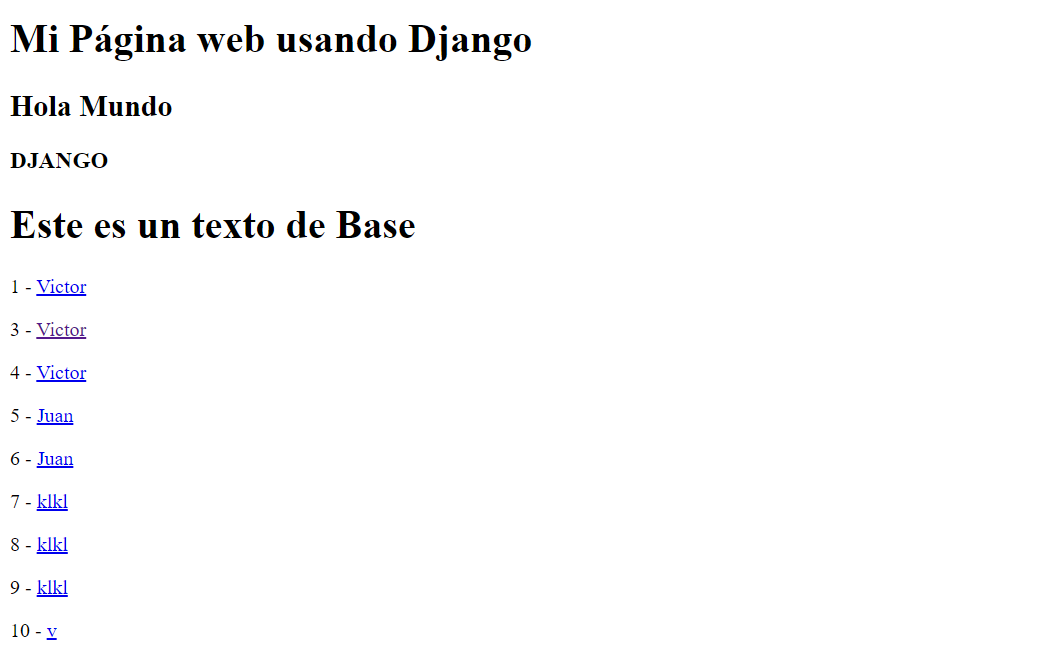 Mi Página web usando Django
Hola Mundo
DJANGO
Este es un texto de Base
1 - Victor
3 - Victor
4 - Victor
5 - Juan
6 - Juan
7 - klkl
8 - klkl
9 - klkl
10 - v